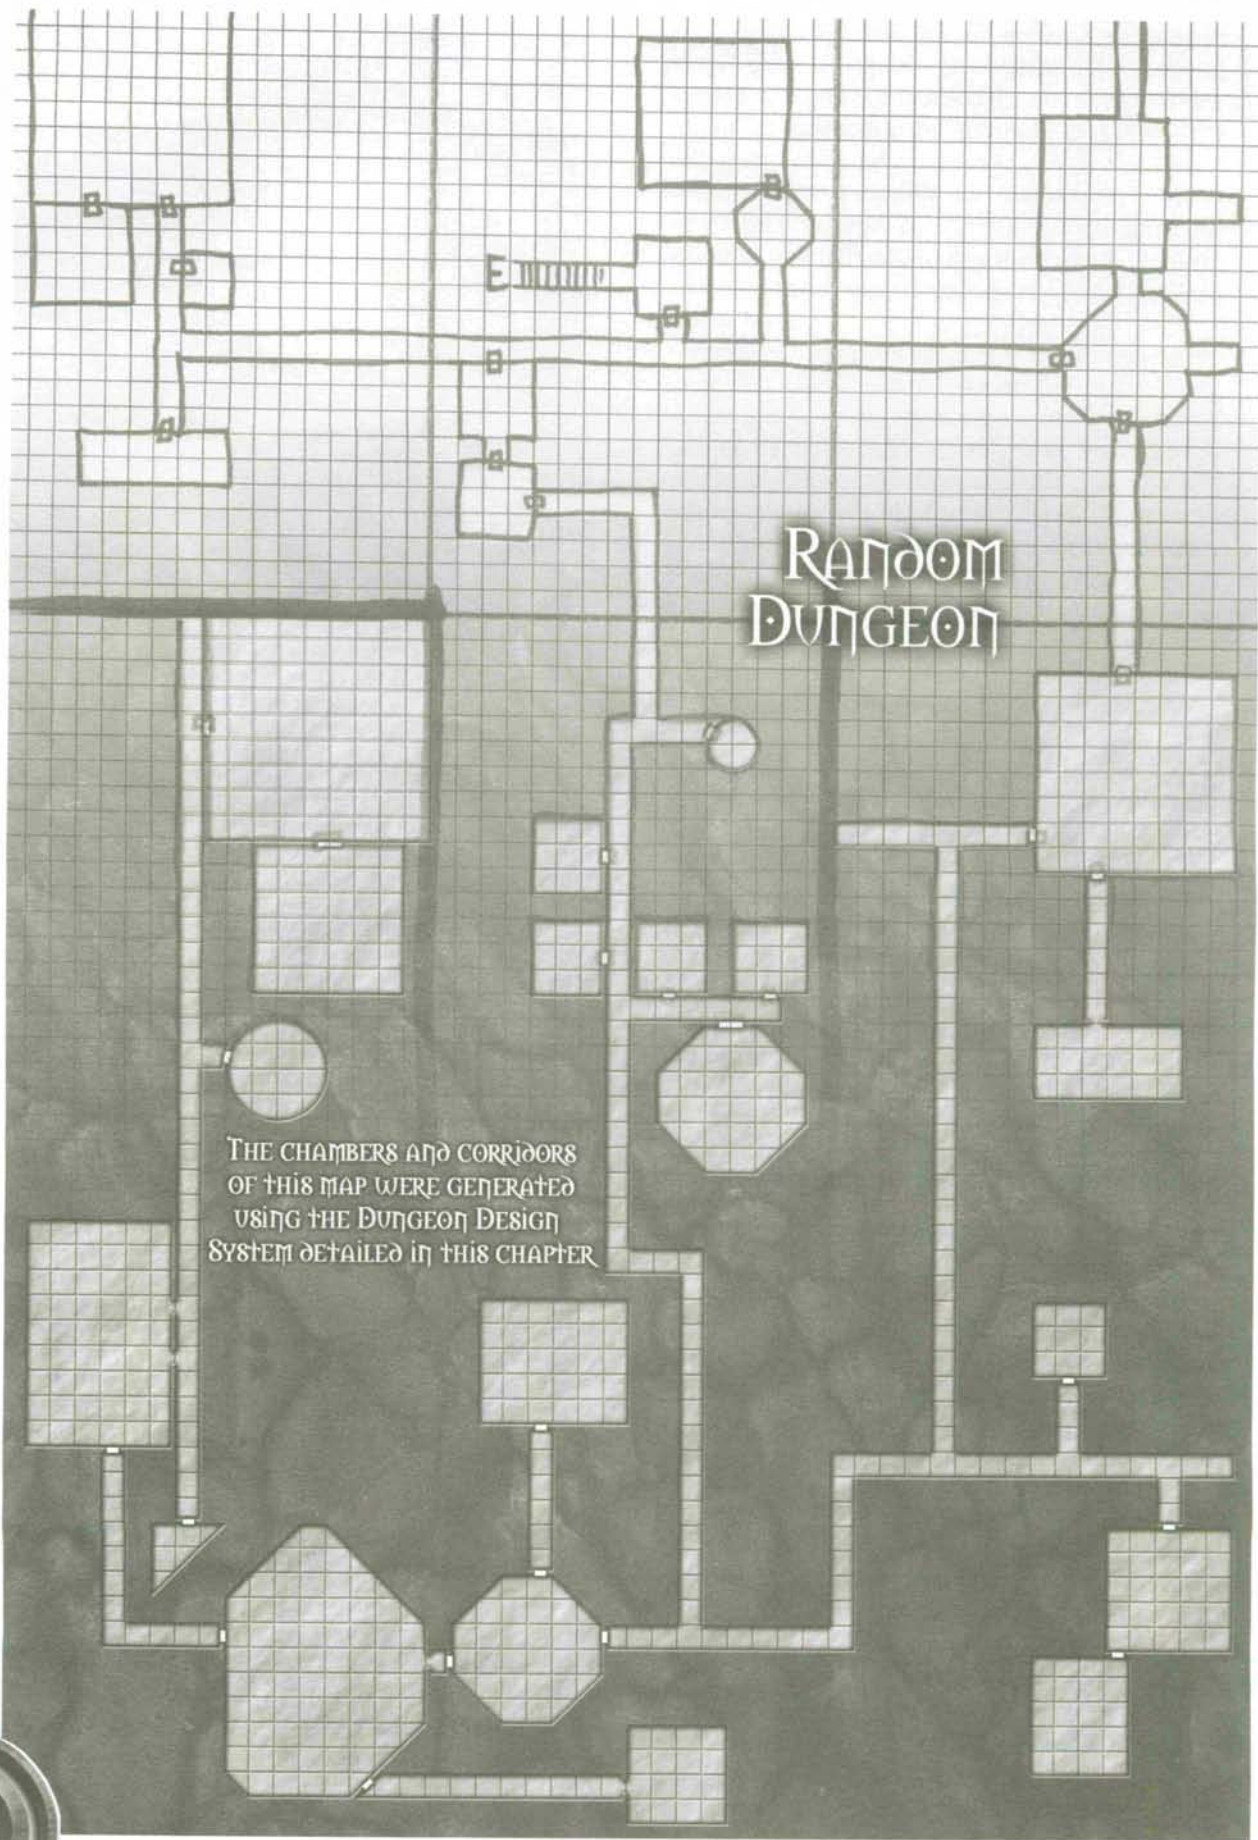 RANDOM
DUNGEON
THE CHAMBERS AND CORRIDORS
OF THIS MAP WERE GENERATED
USING THE DUNGEON DESIGN
SYSTEM DETAILED IN THIS CHAPTER